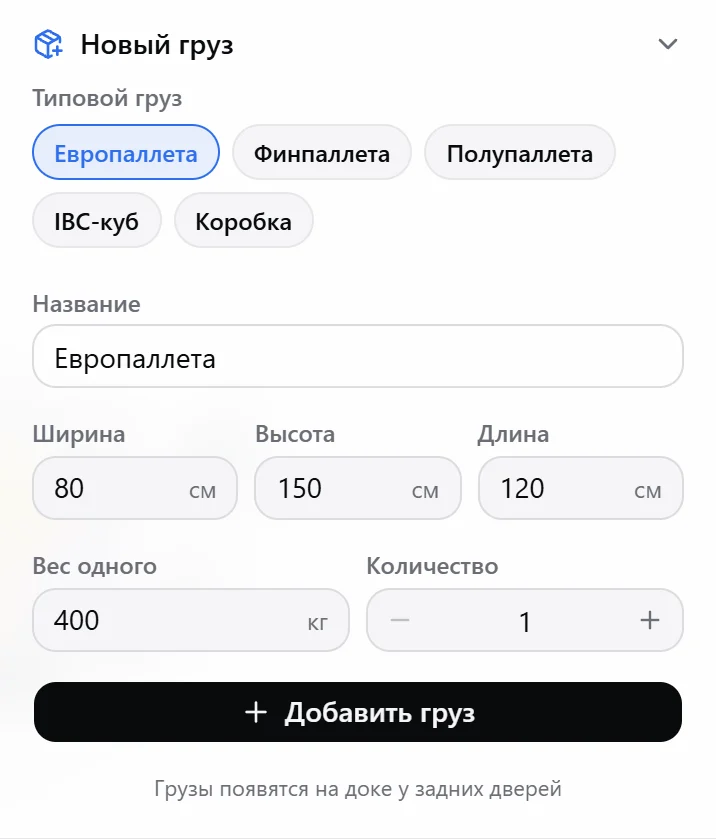 Новый груз
Типовой груз
Европаллета Финпаллета Полупаллета
IBC-куб Коробка
Название
Европаллета
Ширина Высота Длина
80 см 150 см 120 см
Вес одного Количество
400 кг − 1 +
+ Добавить груз
Грузы появятся на доке у задних дверей